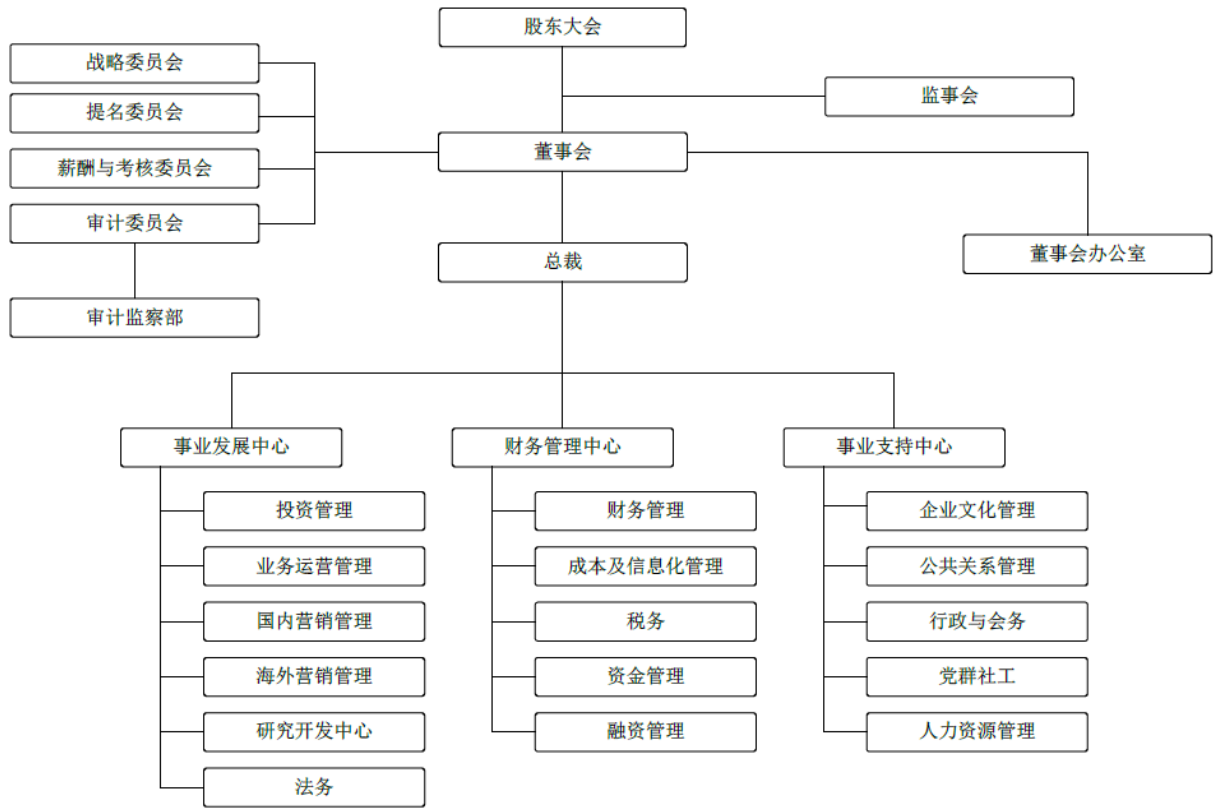 股东大会
战略委员会
监事会
提名委员会
董事会
薪酬与考核委员会
审计委员会
总裁
董事会办公室
审计监察部
事业发展中心
财务管理中心
事业支持中心
投资管理
财务管理
企业文化管理
业务运营管理
成本及信息化管理
公共关系管理
国内营销管理
税务
行政与会务
海外营销管理
资金管理
党群社工
研究开发中心
融资管理
人力资源管理
法务